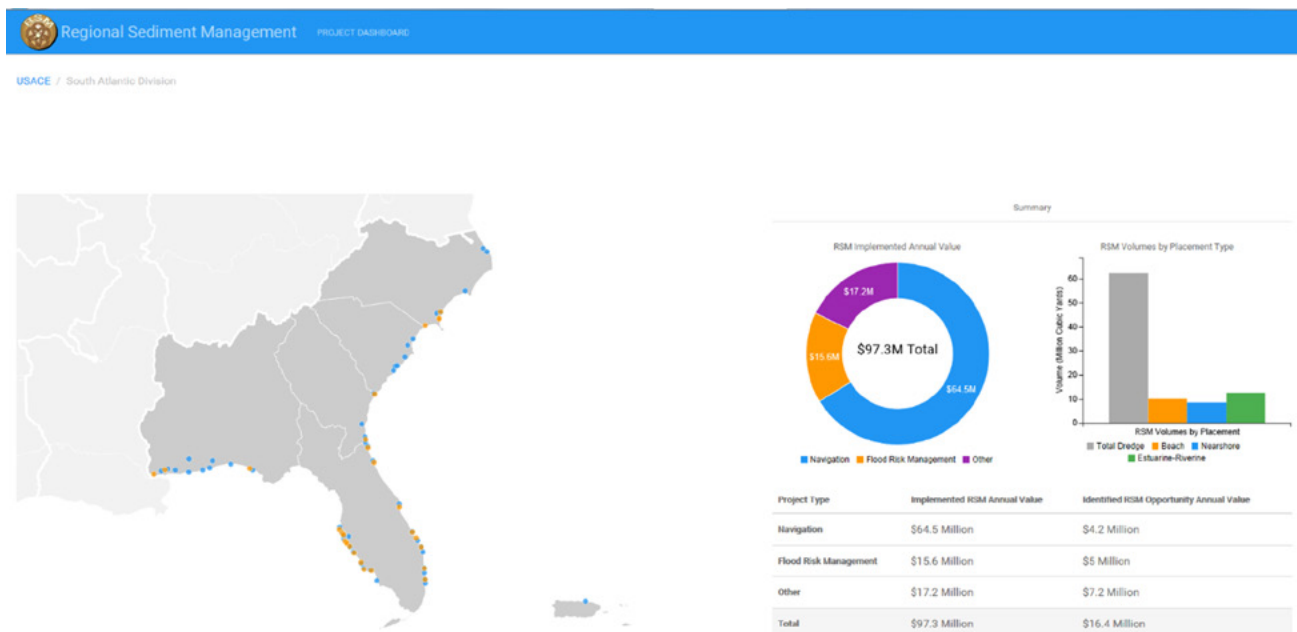 Regional Sediment Management PROJECT DASHBOARD
USACE / South Atlantic Division
Summary
RSM Implemented Annual Value
$17.2M
$15.6M
$97.3M Total
$64.5M
Navigation Flood Risk Management Other
RSM Volumes by Placement Type
Volume (Million Cubic Yards)
60
50
40
30
20
10
0
RSM Volumes by Placement
Total Dredge Beach Nearshore
Estuarine-Riverine
Project Type Implemented RSM Annual Value Identified RSM Opportunity Annual Value
Navigation $64.5 Million $4.2 Million
Flood Risk Management $15.6 Million $5 Million
Other $17.2 Million $7.2 Million
Total $97.3 Million $16.4 Million